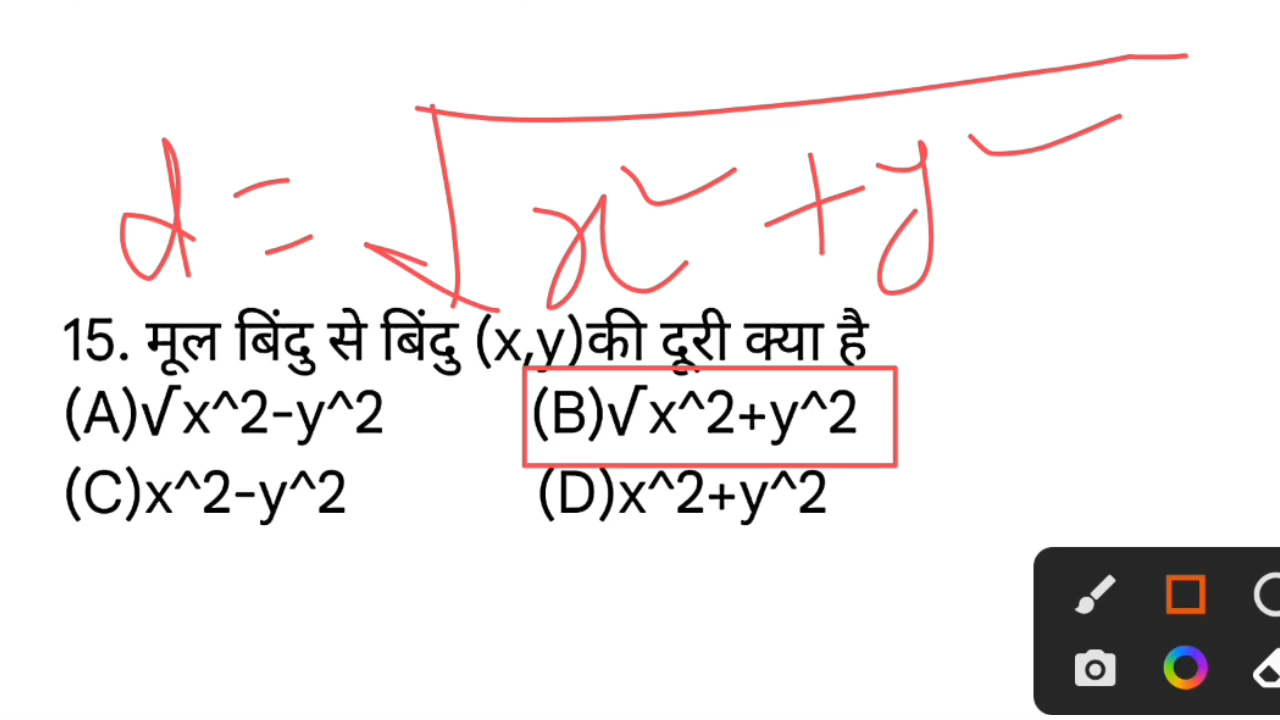 d = √x²+y²
15. मूल बिंदु से बिंदु (x,y)की दूरी क्या है
(A)√x^2-y^2 (B)√x^2+y^2
(C)x^2-y^2 (D)x^2+y^2